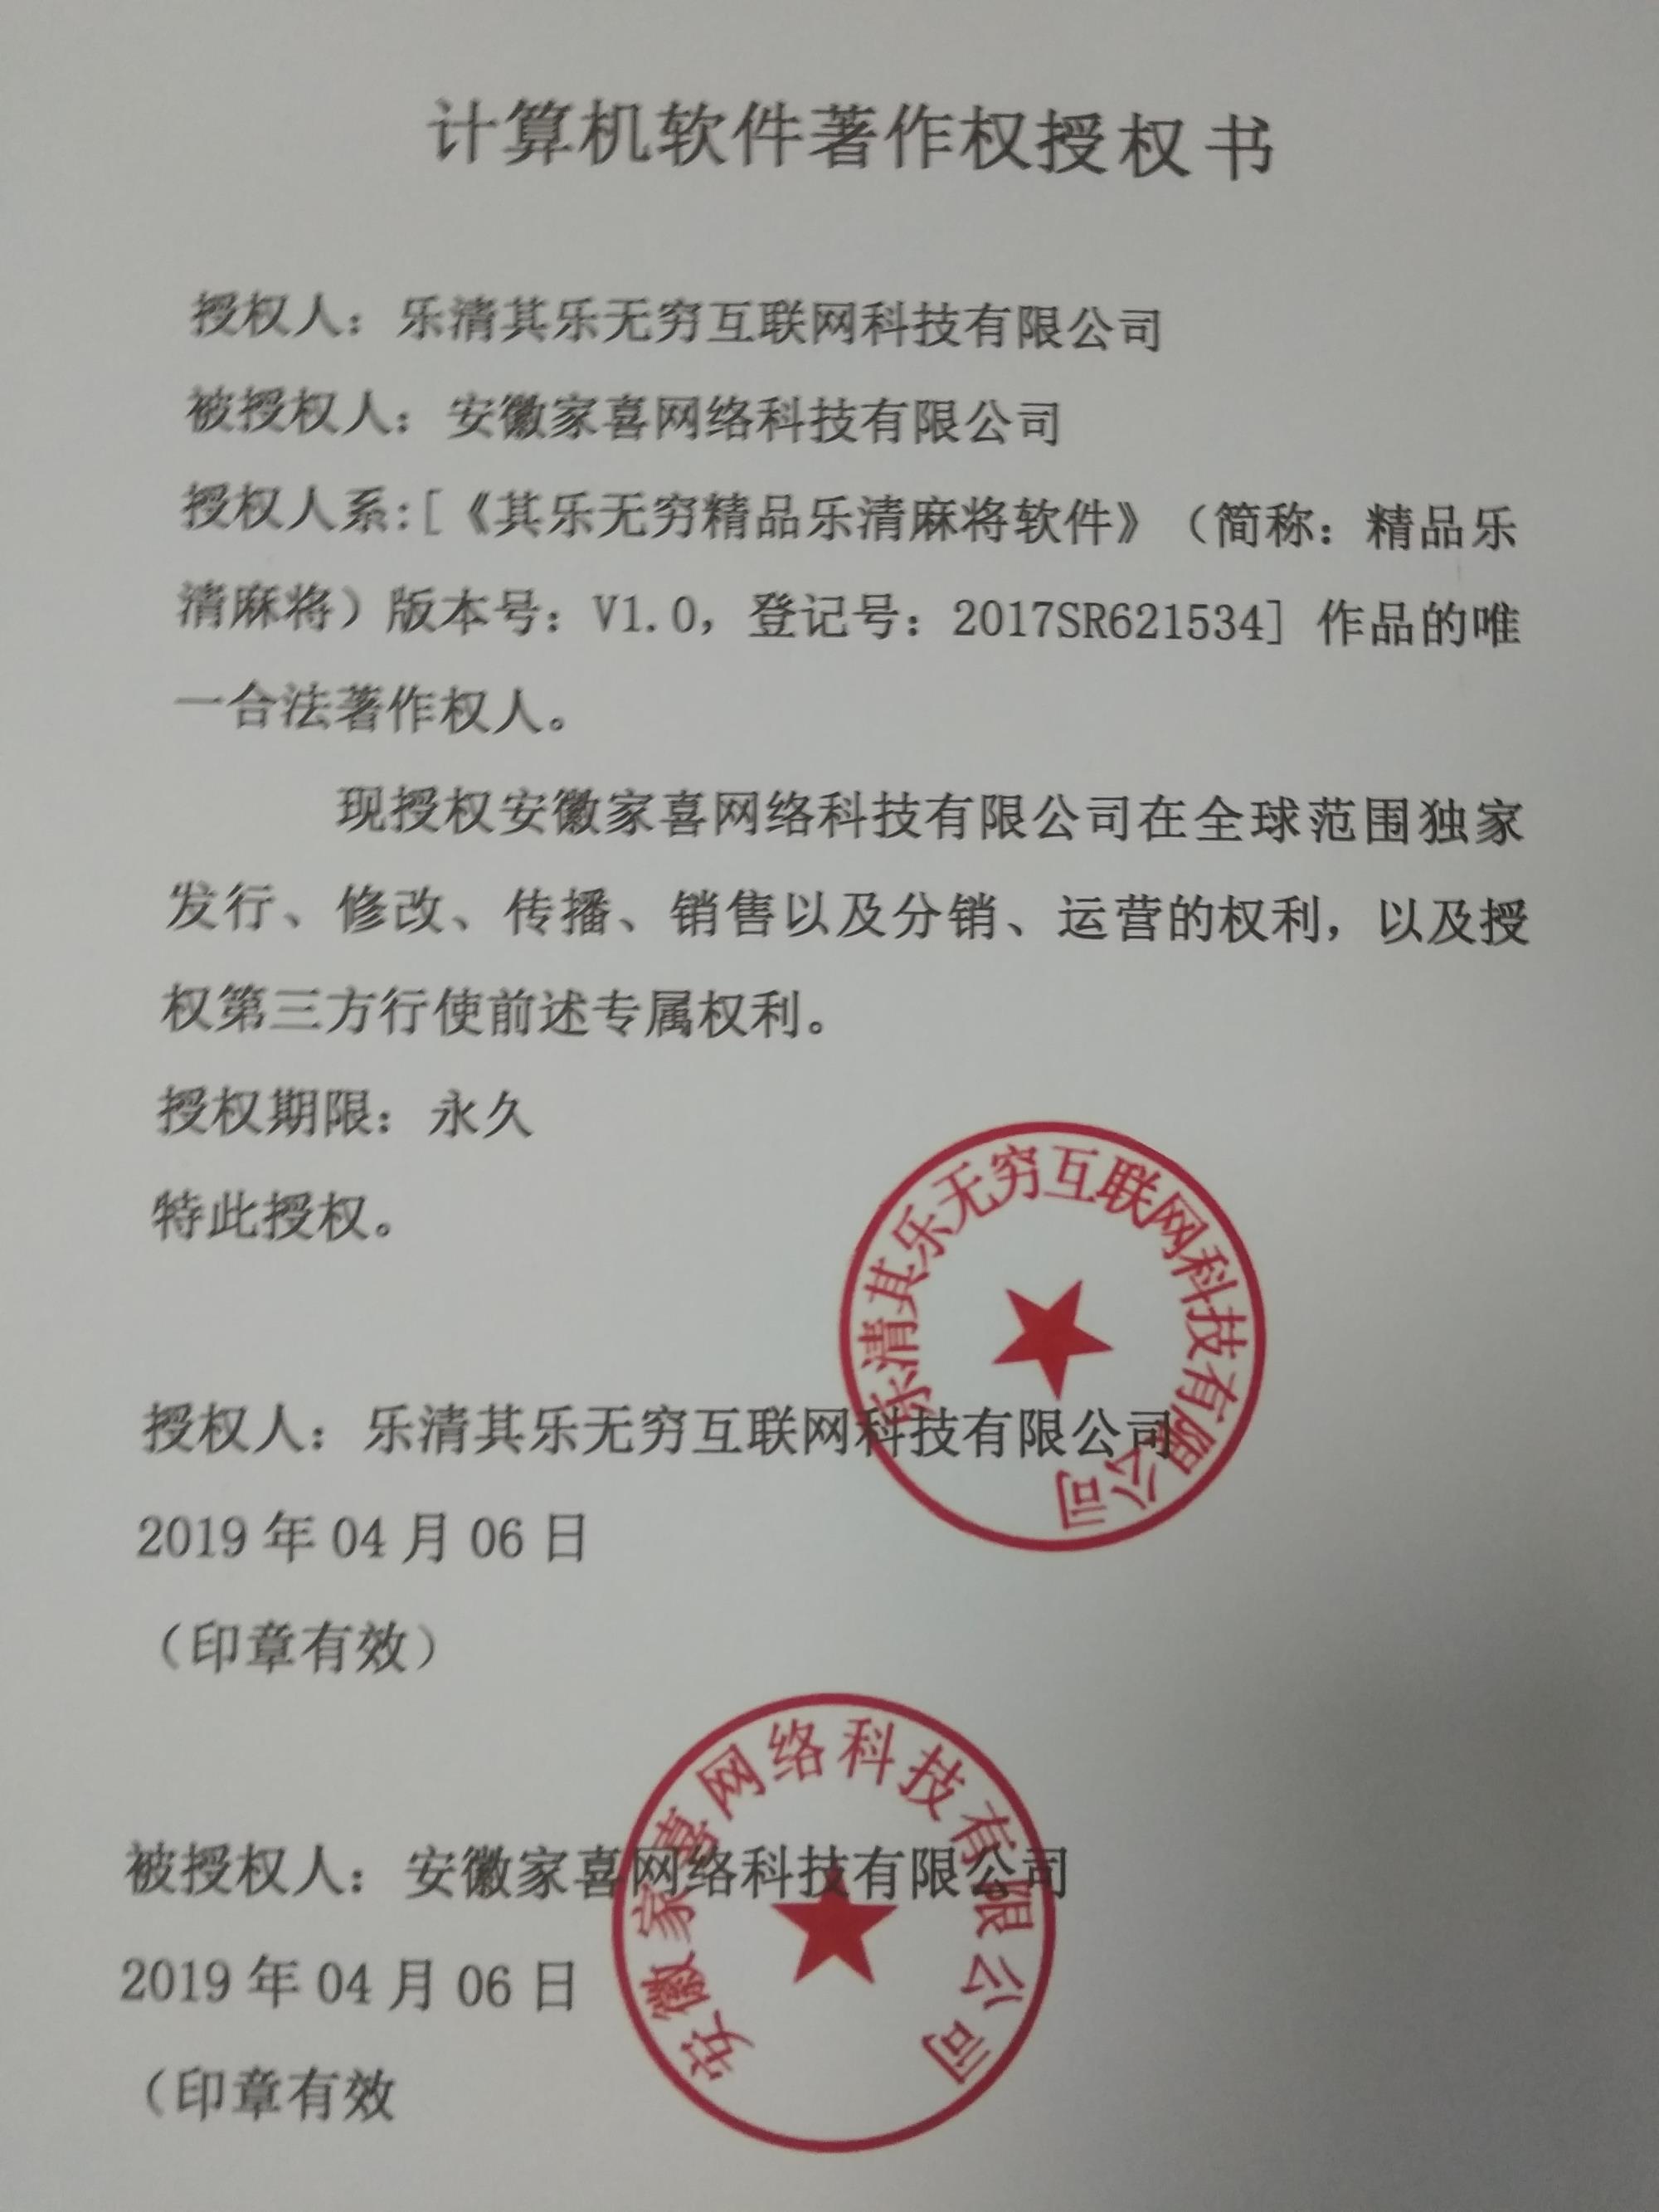 计算机软件著作权授权书
授权人：乐清其乐无穷互联网科技有限公司
被授权人：安徽家喜网络科技有限公司
授权人系:[《其乐无穷精品乐清麻将软件》（简称：精品乐
清麻将）版本号：V1.0，登记号：2017SR621534] 作品的唯
一合法著作权人。
现授权安徽家喜网络科技有限公司在全球范围独家
发行、修改、传播、销售以及分销、运营的权利，以及授
权第三方行使前述专属权利。
授权期限：永久
特此授权。
乐清其乐无穷互联网科技有限公司
授权人：乐清其乐无穷互联网科技有限公司
2019 年 04 月 06 日
（印章有效）
安徽家喜网络科技有限公司
被授权人：安徽家喜网络科技有限公司
2019 年 04 月 06 日
（印章有效